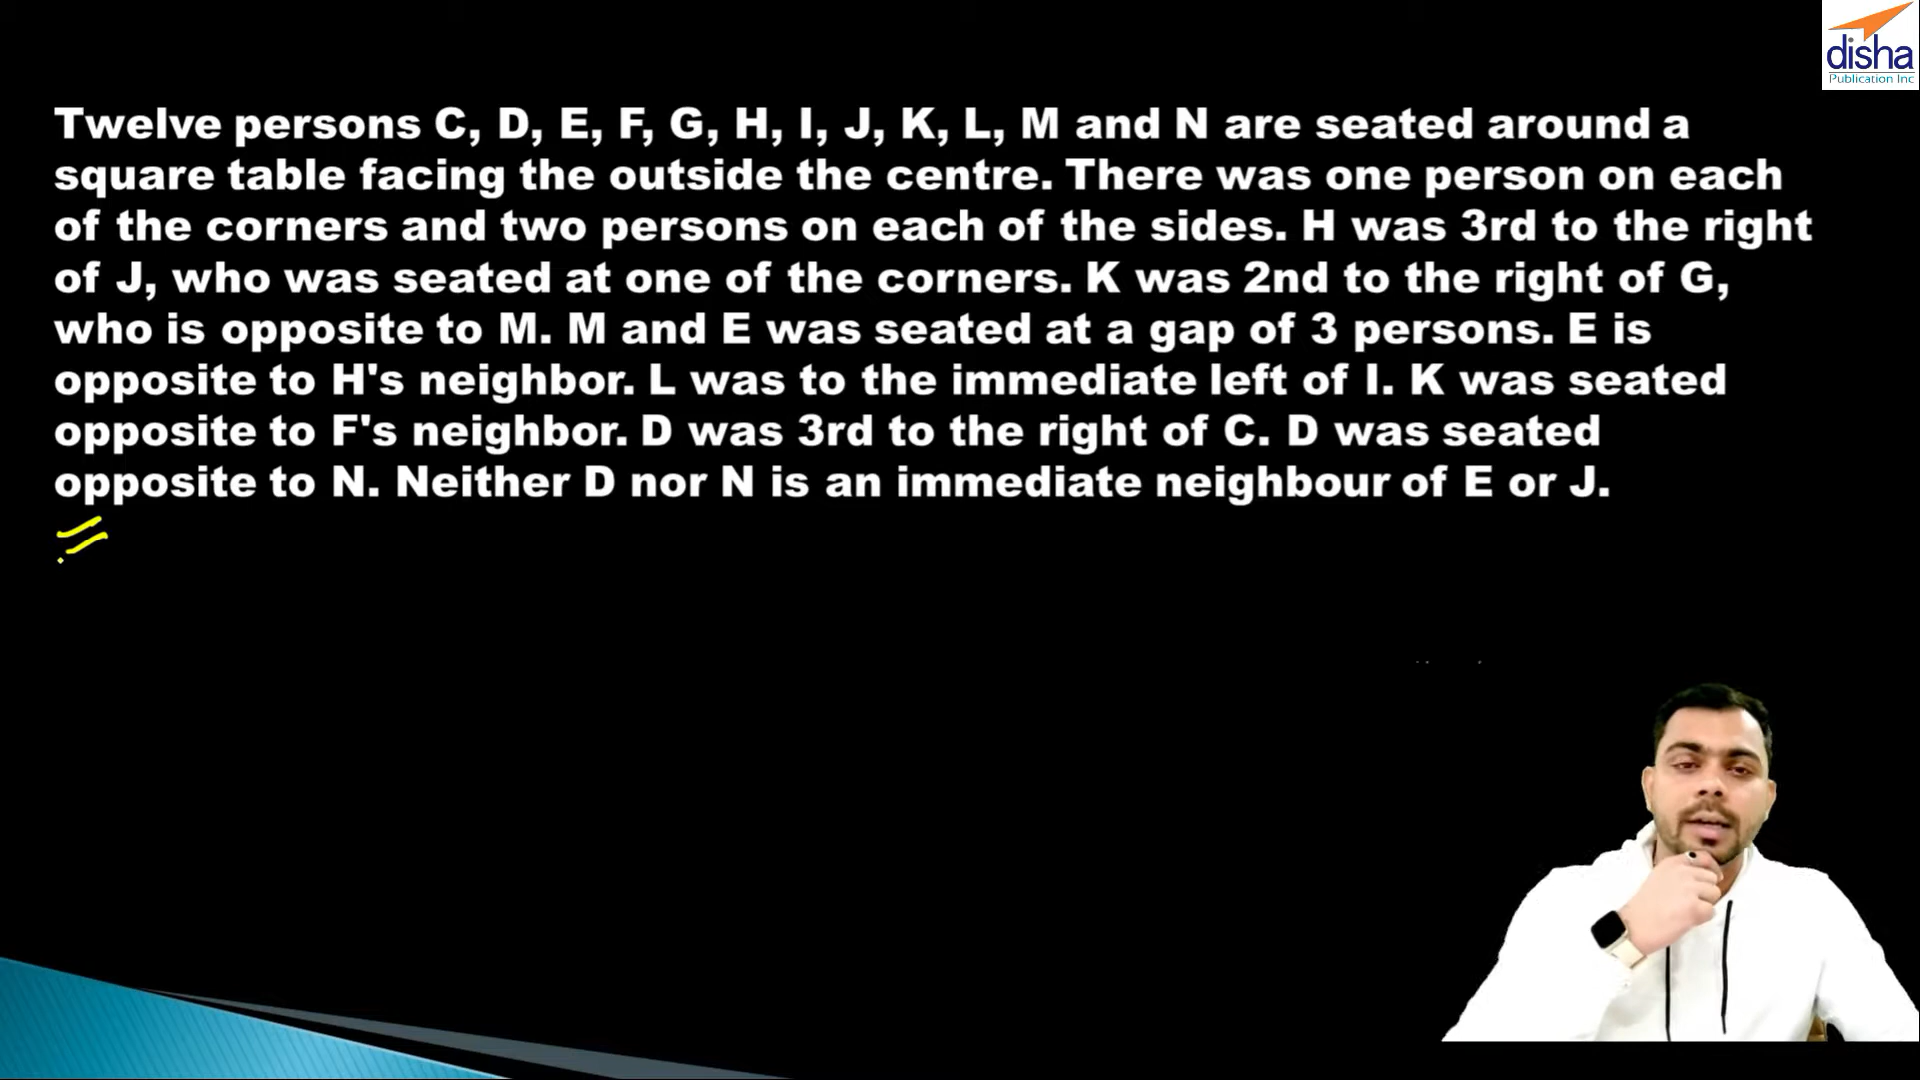 disha
Publication Inc
Twelve persons C, D, E, F, G, H, I, J, K, L, M and N are seated around a
square table facing the outside the centre. There was one person on each
of the corners and two persons on each of the sides. H was 3rd to the right
of J, who was seated at one of the corners. K was 2nd to the right of G,
who is opposite to M. M and E was seated at a gap of 3 persons. E is
opposite to H's neighbor. L was to the immediate left of I. K was seated
opposite to F's neighbor. D was 3rd to the right of C. D was seated
opposite to N. Neither D nor N is an immediate neighbour of E or J.